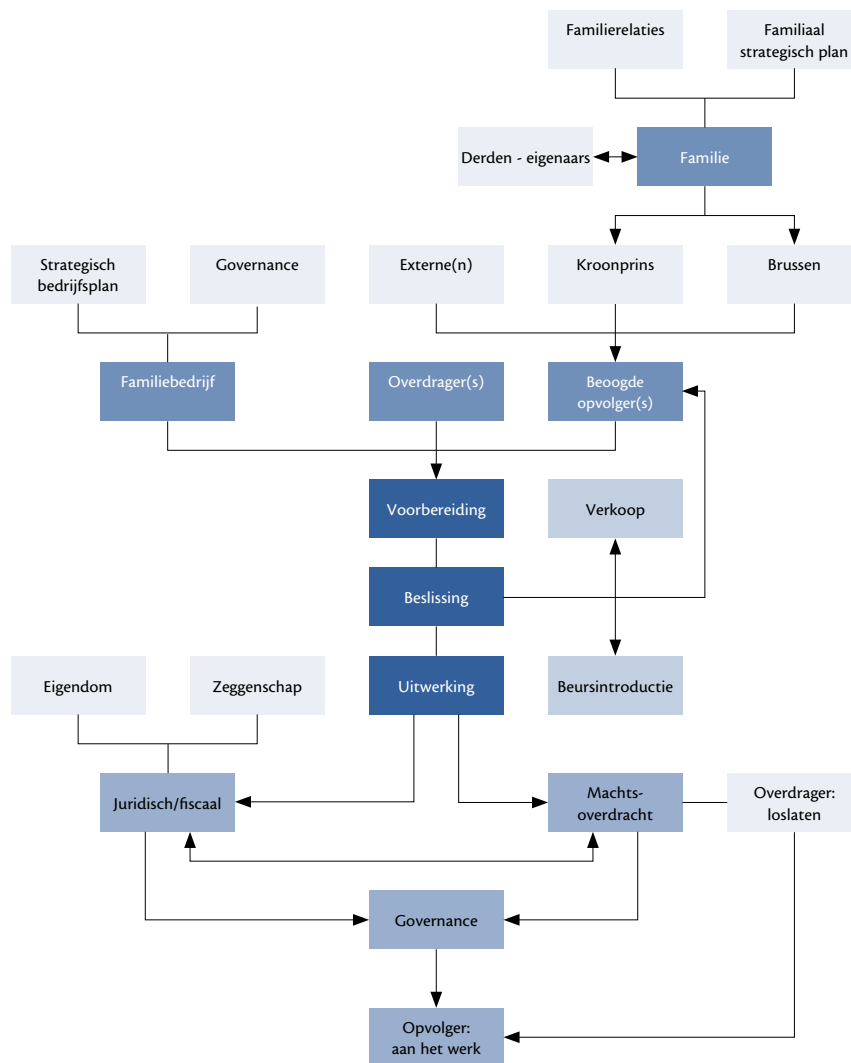 Familierelaties
Familiaal
strategisch plan
Derden - eigenaars
Familie
Strategisch
bedrijfsplan
Governance
Externe(n)
Kroonprins
Brussen
Familiebedrijf
Overdrager(s)
Beoogde
opvolger(s)
Voorbereiding
Verkoop
Beslissing
Eigendom
Zeggenschap
Uitwerking
Beursintroductie
Juridisch/fiscaal
Machts-
overdracht
Overdrager:
loslaten
Governance
Opvolger:
aan het werk